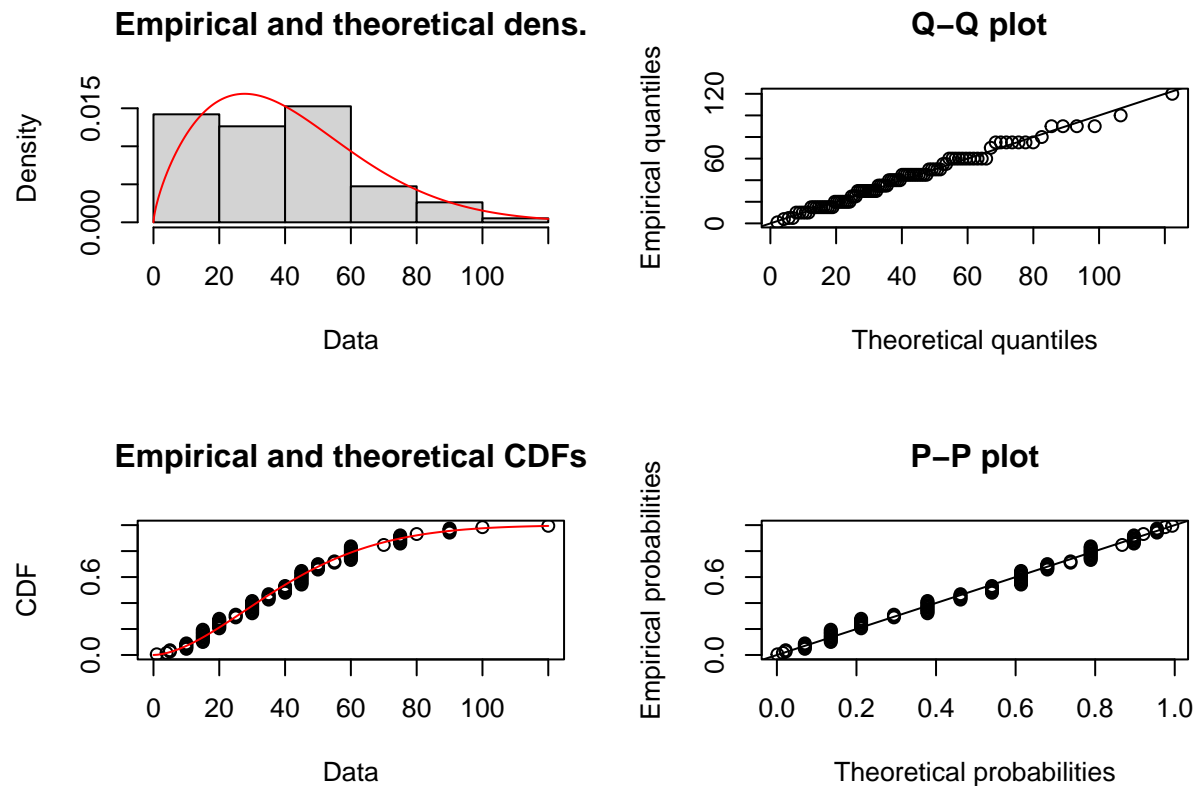 Empirical and theoretical dens.
Density
0.015
0.000
0 20 40 60 80 100
Data
Q−Q plot
Empirical quantiles
120
60
0
0 20 40 60 80 100
Theoretical quantiles
Empirical and theoretical CDFs
CDF
0.6
0.0
0 20 40 60 80 100
Data
P−P plot
Empirical probabilities
0.6
0.0
0.0 0.2 0.4 0.6 0.8 1.0
Theoretical probabilities